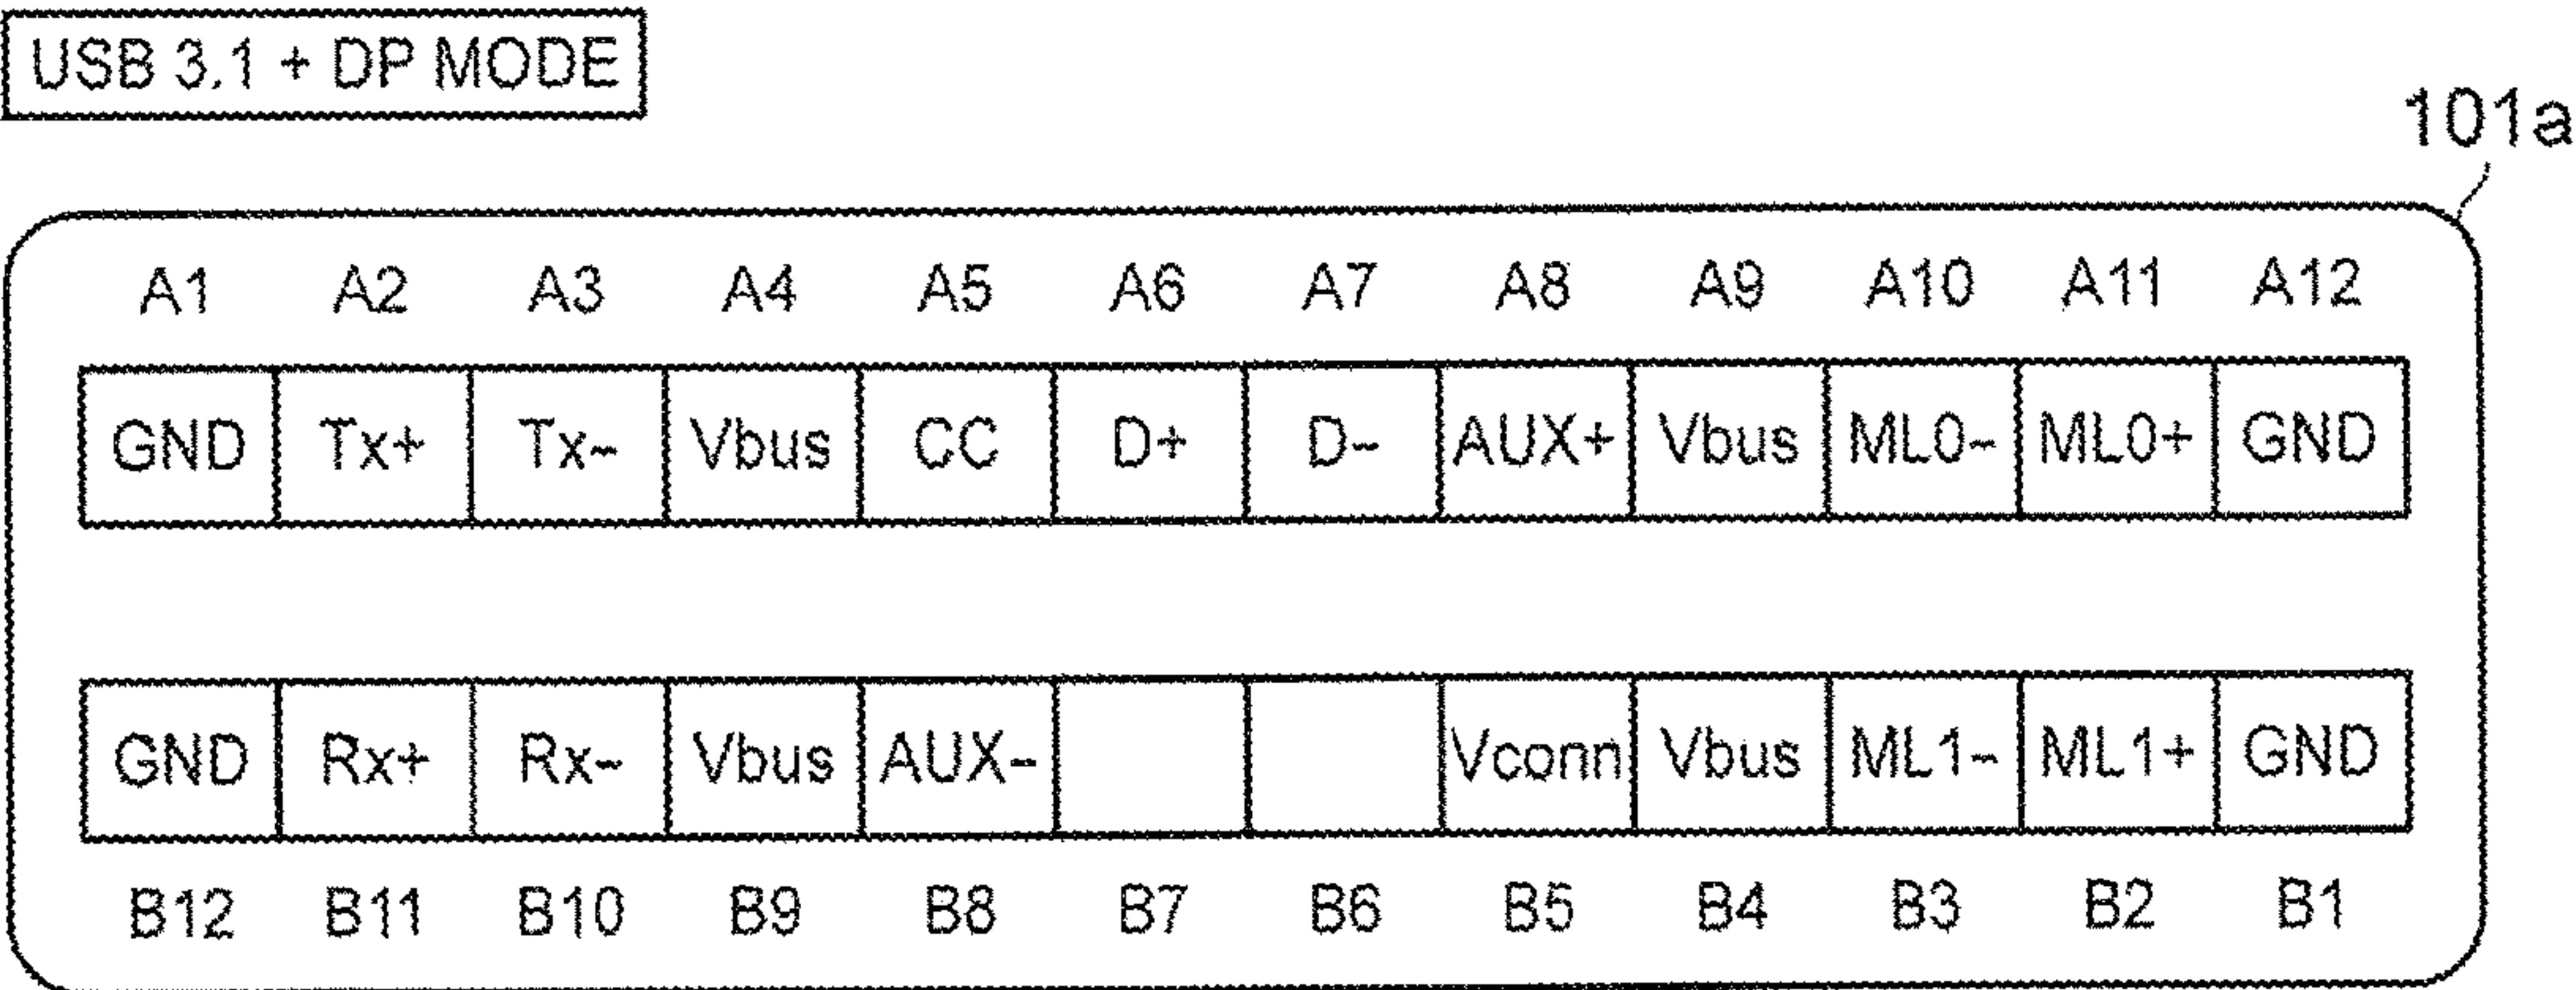 USB 3.1 + DP MODE
101a
A1 A2 A3 A4 A5 A6 A7 A8 A9 A10 A11 A12
GND Tx+ Tx- Vbus CC D+ D- AUX+ Vbus ML0- ML0+ GND
GND Rx+ Rx- Vbus AUX- Vconn Vbus ML1- ML1+ GND
B12 B11 B10 B9 B8 B7 B6 B5 B4 B3 B2 B1